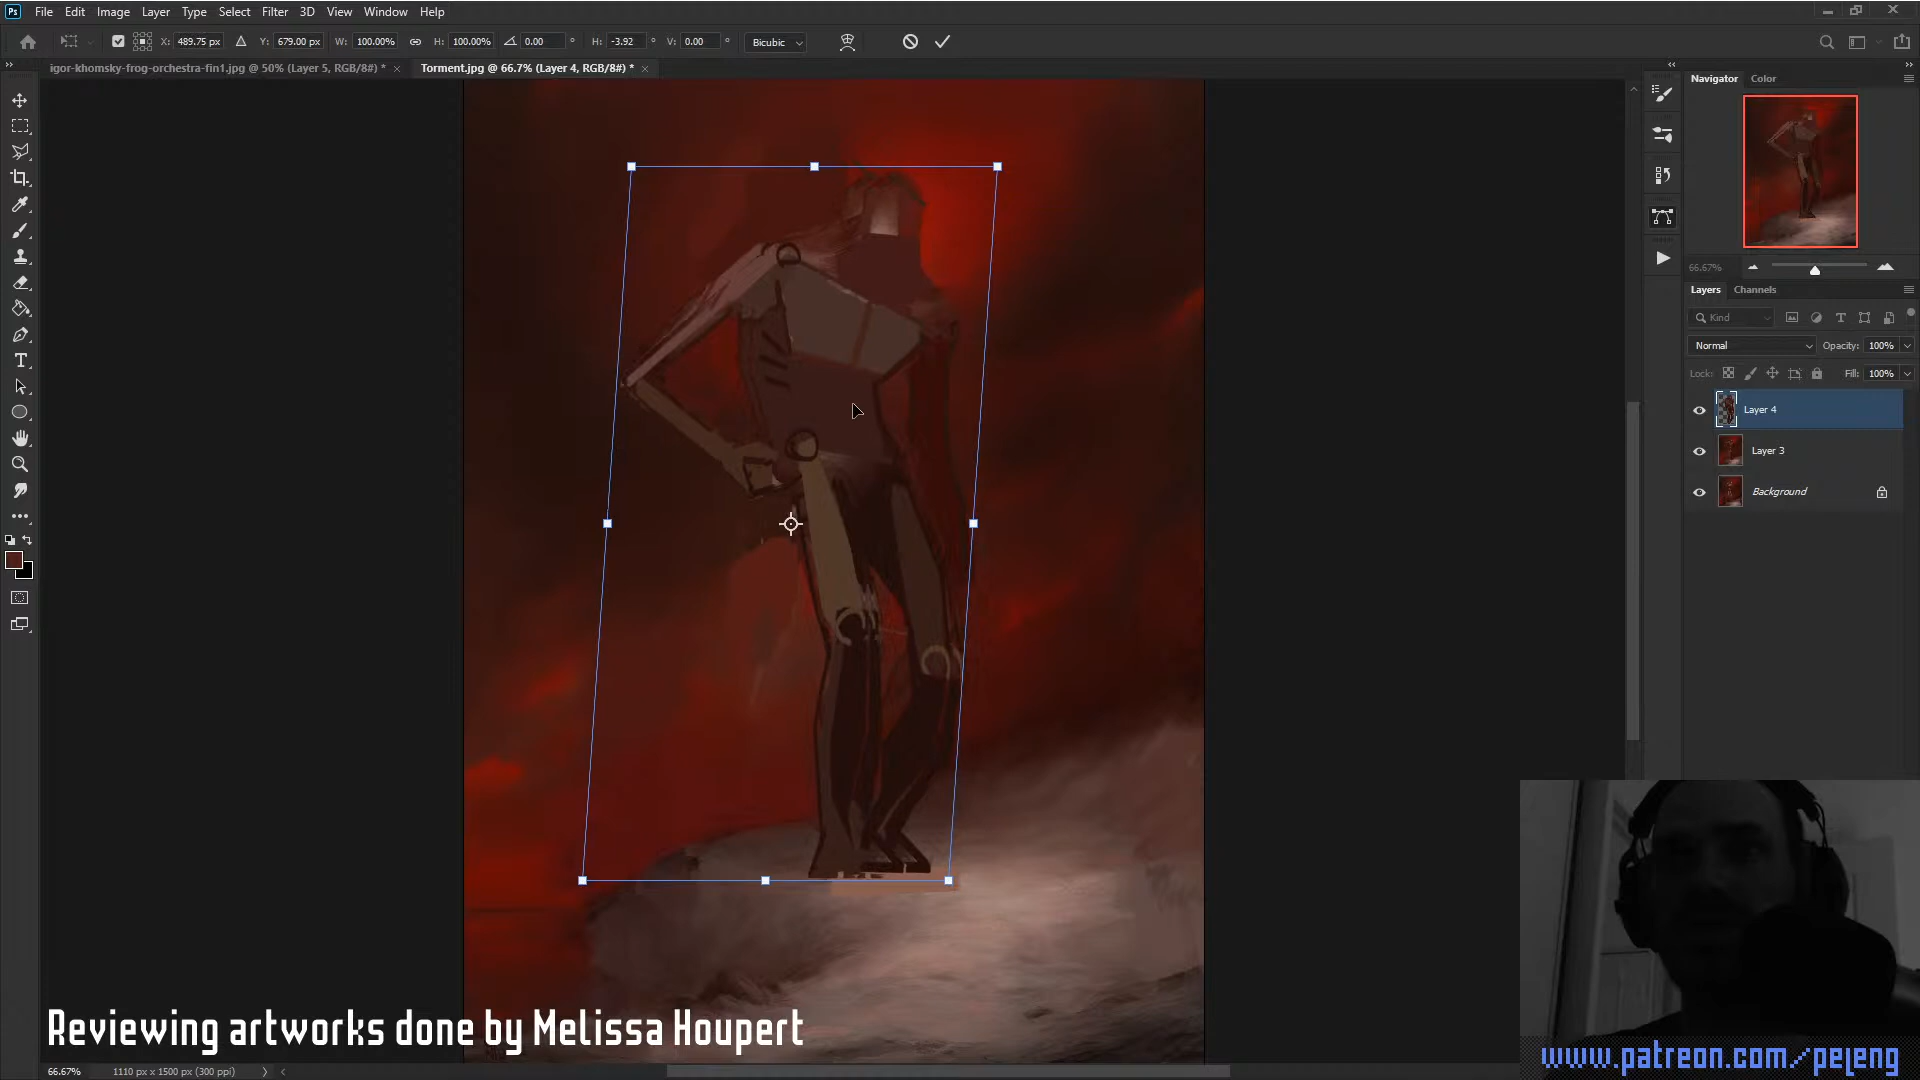 Ps File Edit Image Layer Type Select Filter 3D View Window Help
X: 489.75 px Y: 679.00 px W: 100.00% H: 100.00% 0.00 ° H: -3.92 ° V: 0.00 ° Bicubic
igor-khomsky-frog-orchestra-fin1.jpg @ 50% (Layer 5, RGB/8#) * × Torment.jpg @ 66.7% (Layer 4, RGB/8#) * ×
Navigator Color
66.67%
Layers Channels
Kind
Normal Opacity: 100%
Lock: Fill: 100%
Layer 4
Layer 3
Background
Reviewing artworks done by Melissa Houpert
www.patreon.com/peleng
66.67% 1110 px x 1500 px (300 ppi)